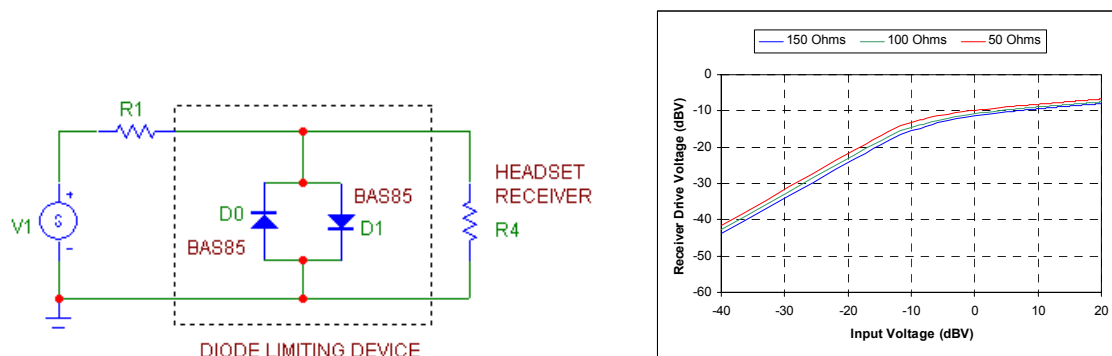 R1
V1
S
+
-
BAS85
D0
D1
BAS85
HEADSET
RECEIVER
R4
DIODE LIMITING DEVICE
150 Ohms 100 Ohms 50 Ohms
Receiver Drive Voltage (dBV)
0
-10
-20
-30
-40
-50
-60
-40 -30 -20 -10 0 10 20
Input Voltage (dBV)